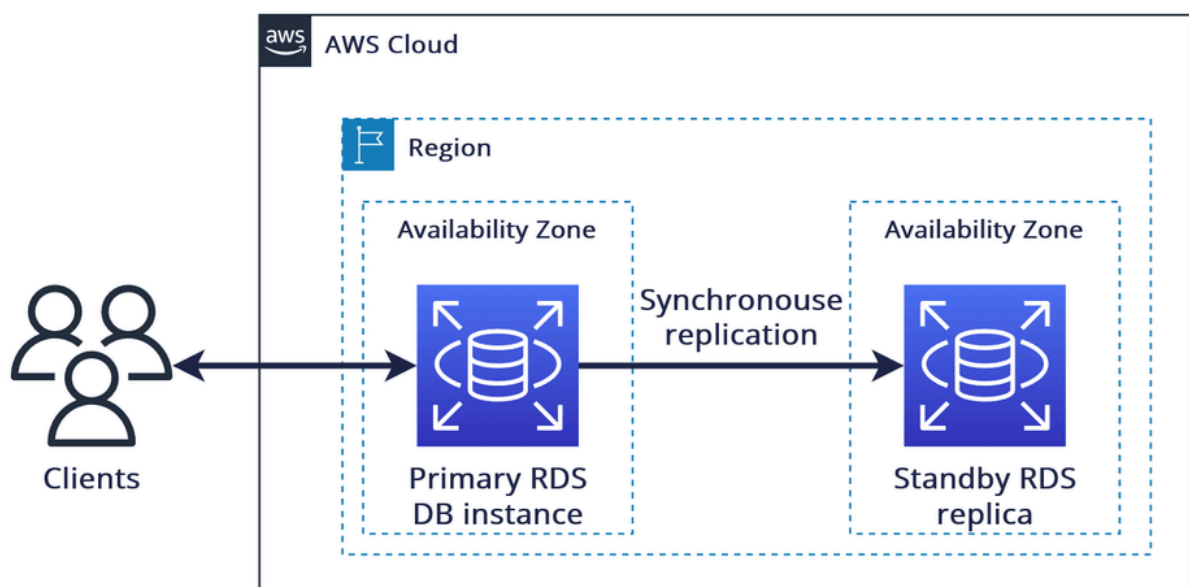 aws
AWS Cloud
Region
Availability Zone
Availability Zone
Synchronouse
replication
Clients
Primary RDS
DB instance
Standby RDS
replica